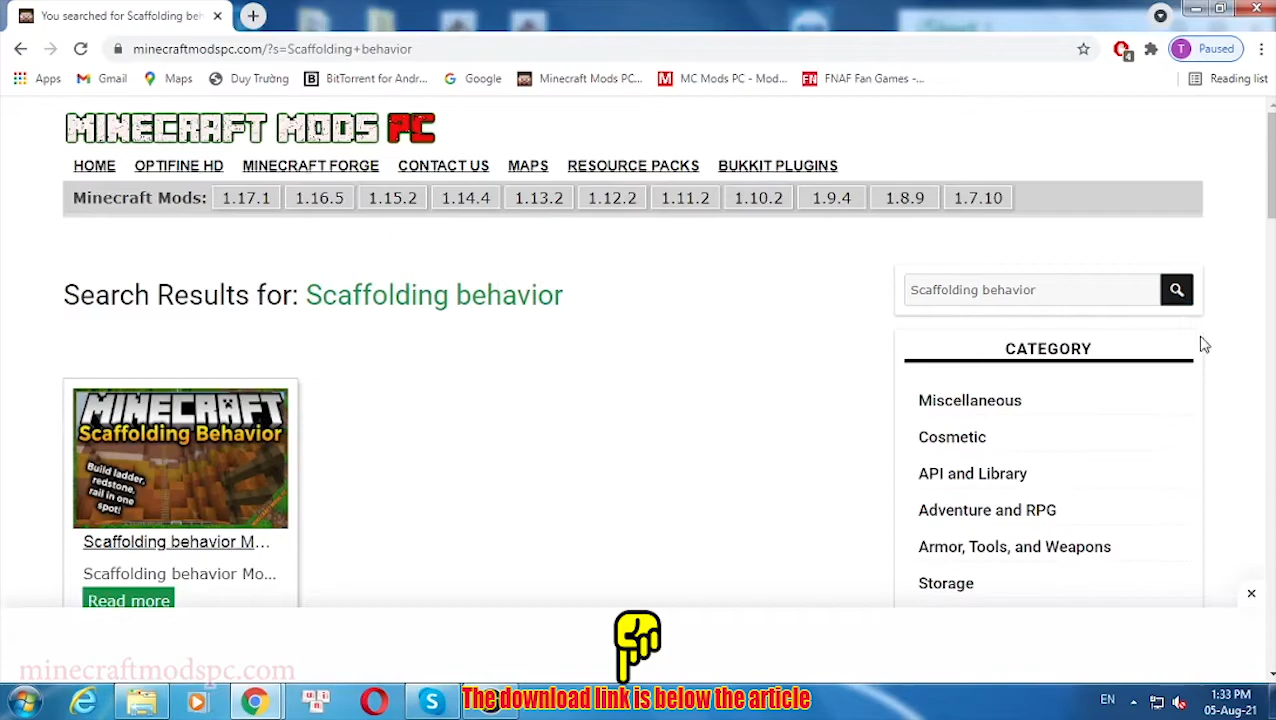 You searched for Scaffolding beh
minecraftmodspc.com/?s=Scaffolding+behavior
4
T Paused
Apps Gmail Maps Duy Trường BitTorrent for Andr... Google Minecraft Mods PC... MC Mods PC - Mod... FNAF Fan Games -... Reading list
MINECRAFT MODS PC
HOME OPTIFINE HD MINECRAFT FORGE CONTACT US MAPS RESOURCE PACKS BUKKIT PLUGINS
Minecraft Mods: 1.17.1 1.16.5 1.15.2 1.14.4 1.13.2 1.12.2 1.11.2 1.10.2 1.9.4 1.8.9 1.7.10
Search Results for: Scaffolding behavior
Scaffolding behavior
CATEGORY
Miscellaneous
Cosmetic
API and Library
Adventure and RPG
Armor, Tools, and Weapons
Storage
MINECRAFT
Scaffolding Behavior
Build ladder,
redstone,
rail in one
spot!
Scaffolding behavior M...
Scaffolding behavior Mo...
Read more
minecraftmodspc.com
The download link is below the article
EN
1:33 PM
05-Aug-21